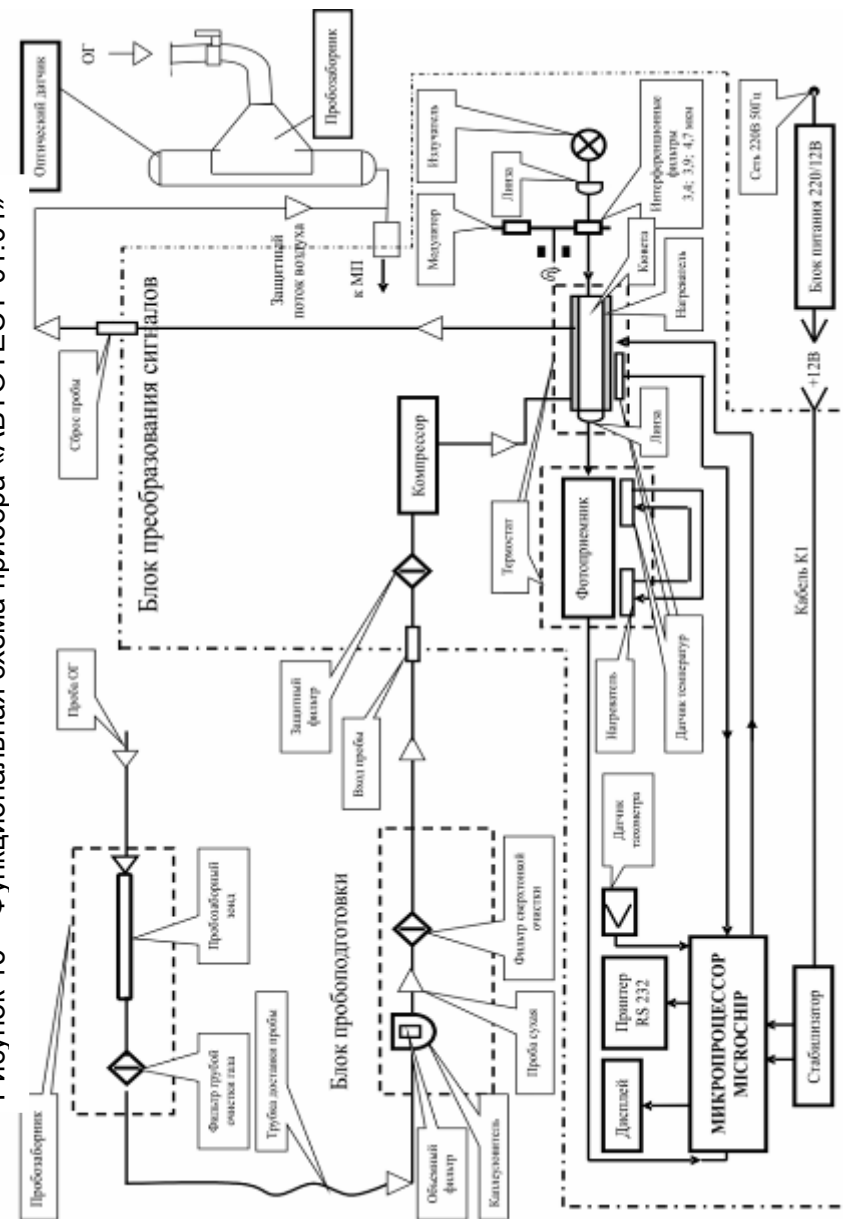 Рисунок 10 – Функциональная схема прибора «АВТОТЕСТ 01.04»
Пробозаборник
Фильтр грубой
очистки газа
Пробозаборный
зонд
Проба ОГ
Трубка доставки пробы
Блок пробоподготовки
Объемный
фильтр
Каплеуловитель
Проба сухая
Фильтр сверхтонкой
очистки
Вход пробы
Защитный
фильтр
Компрессор
Блок преобразования сигналов
Сброс пробы
Оптический датчик
ОГ
Пробозаборник
Защитный
поток воздуха
к МП
Модулятор
Линза
Излучатель
Интерференционные
фильтры
3,4; 3,9; 4,7 мкм
Кювета
Нагреватель
Термостат
Фотоприемник
Линза
Нагреватель
Датчик температур
Датчик
тахометра
Принтер
RS 232
Дисплей
МИКРОПРОЦЕССОР
MICROCHIP
Стабилизатор
Кабель К1
+12В
Блок питания 220/12В
Сеть 220В 50Гц